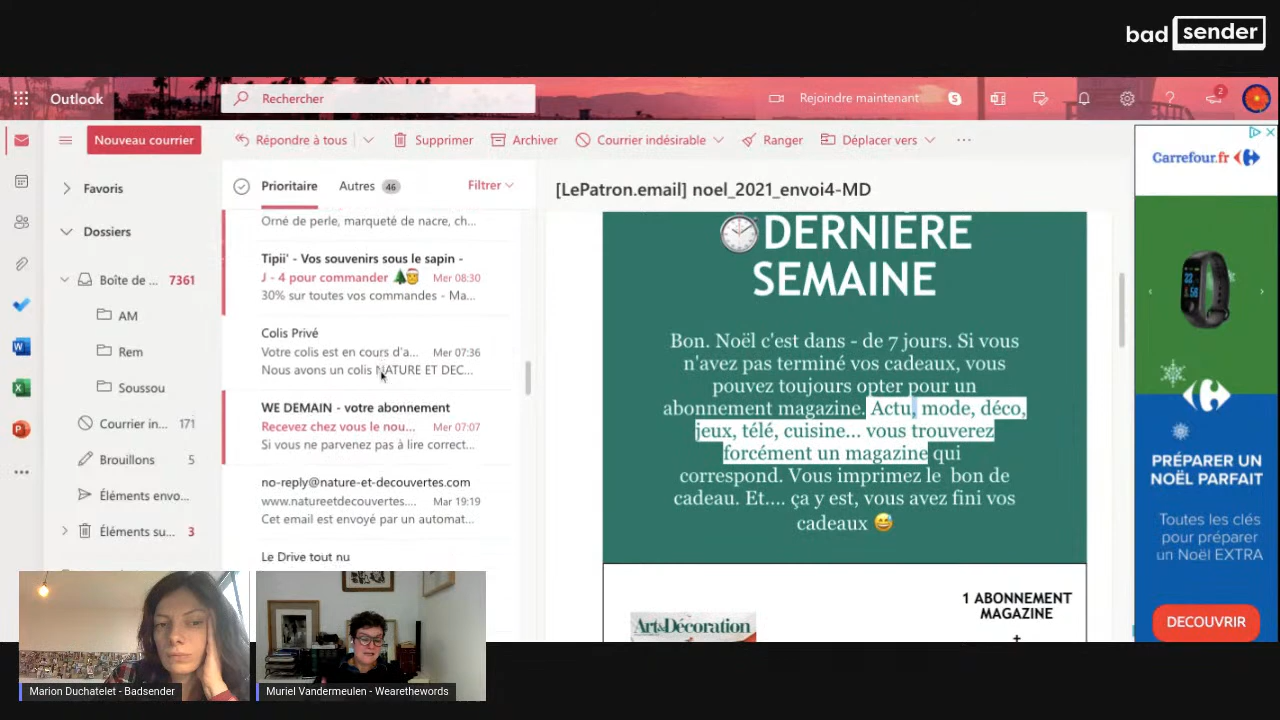 bad sender
Outlook
Rechercher
Rejoindre maintenant
2
Nouveau courrier
Répondre à tous
Supprimer
Archiver
Courrier indésirable
Ranger
Déplacer vers
Favoris
Dossiers
Boîte de ... 7361
AM
Rem
Soussou
Courrier in... 171
Brouillons 5
Éléments envo...
Éléments su... 3
Prioritaire
Autres 46
Filtrer
Orné de perle, marqueté de nacre, ch...
Tipii' - Vos souvenirs sous le sapin -
J - 4 pour commander 🎄🎅 Mer 08:30
30% sur toutes vos commandes - Ma...
Colis Privé
Votre colis est en cours d'a... Mer 07:36
Nous avons un colis NATURE ET DEC...
WE DEMAIN - votre abonnement
Recevez chez vous le nou... Mer 07:07
Si vous ne parvenez pas à lire correct...
no-reply@nature-et-decouvertes.com
www.natureetdecouvertes.... Mar 19:19
Cet email est envoyé par un automat...
Le Drive tout nu
[LePatron.email] noel_2021_envoi4-MD
⏱DERNIÈRE
SEMAINE
Bon. Noël c'est dans - de 7 jours. Si vous
n'avez pas terminé vos cadeaux, vous
pouvez toujours opter pour un
abonnement magazine. Actu, mode, déco,
jeux, télé, cuisine... vous trouverez
forcément un magazine qui
correspond. Vous imprimez le bon de
cadeau. Et.... ça y est, vous avez fini vos
cadeaux 😅
Art&Décoration
1 ABONNEMENT
MAGAZINE
+
Carrefour.fr
PRÉPARER UN
NOËL PARFAIT
Toutes les clés
pour préparer
un Noël EXTRA
DECOUVRIR
Marion Duchatelet - Badsender
Muriel Vandermeulen - Wearethewords